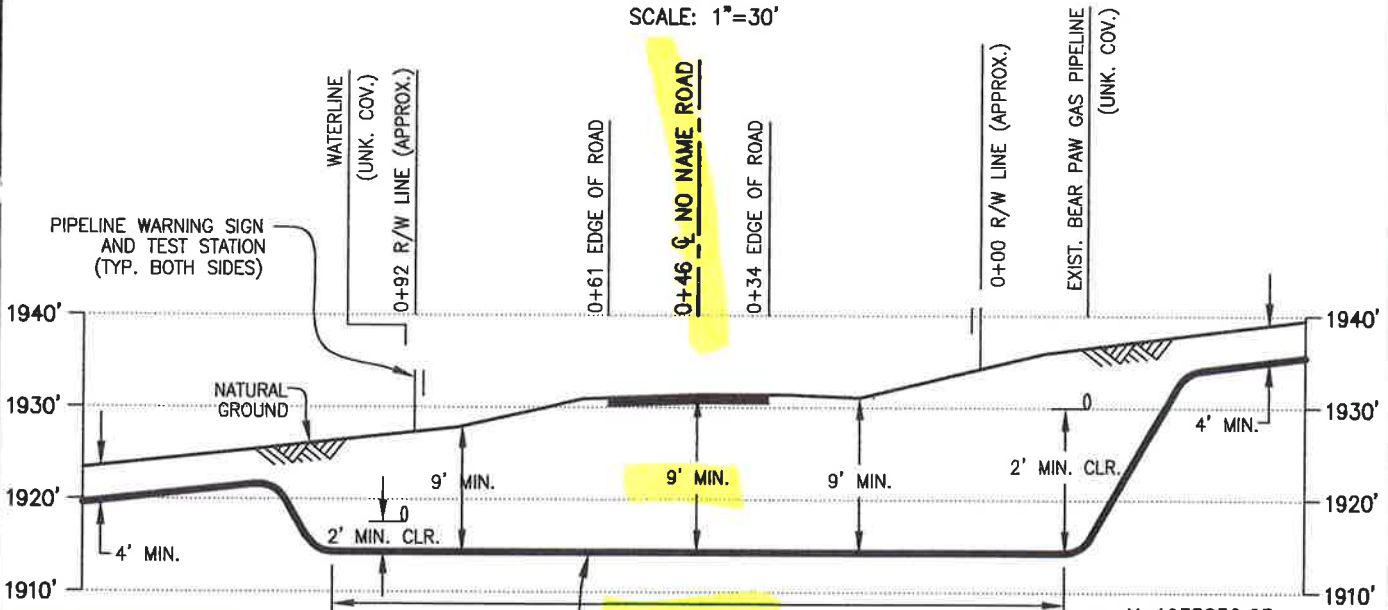 SCALE: 1"=30'
WATERLINE
(UNK. COV.)
0+92 R/W LINE (APPROX.)
0+61 EDGE OF ROAD
0+46 ℄ NO NAME ROAD
0+34 EDGE OF ROAD
0+00 R/W LINE (APPROX.)
EXIST. BEAR PAW GAS PIPELINE
(UNK. COV.)
PIPELINE WARNING SIGN
AND TEST STATION
(TYP. BOTH SIDES)
1940'
1940'
NATURAL
GROUND
1930'
1930'
4' MIN.
9' MIN.
9' MIN.
9' MIN.
2' MIN. CLR.
1920'
1920'
2' MIN. CLR.
4' MIN.
1910'
1910'